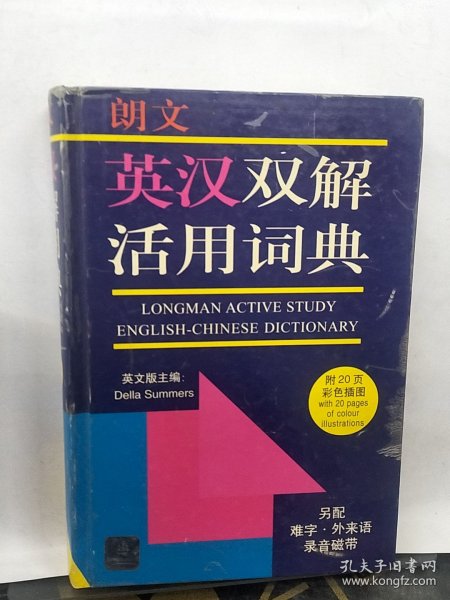 朗文
英汉双解
活用词典
LONGMAN ACTIVE STUDY
ENGLISH-CHINESE DICTIONARY
英文版主编:
Della Summers
附20页
彩色插图
with 20 pages
of colour
illustrations
另配
难字·外来语
录音磁带
孔夫子旧书网
www.kongfz.com